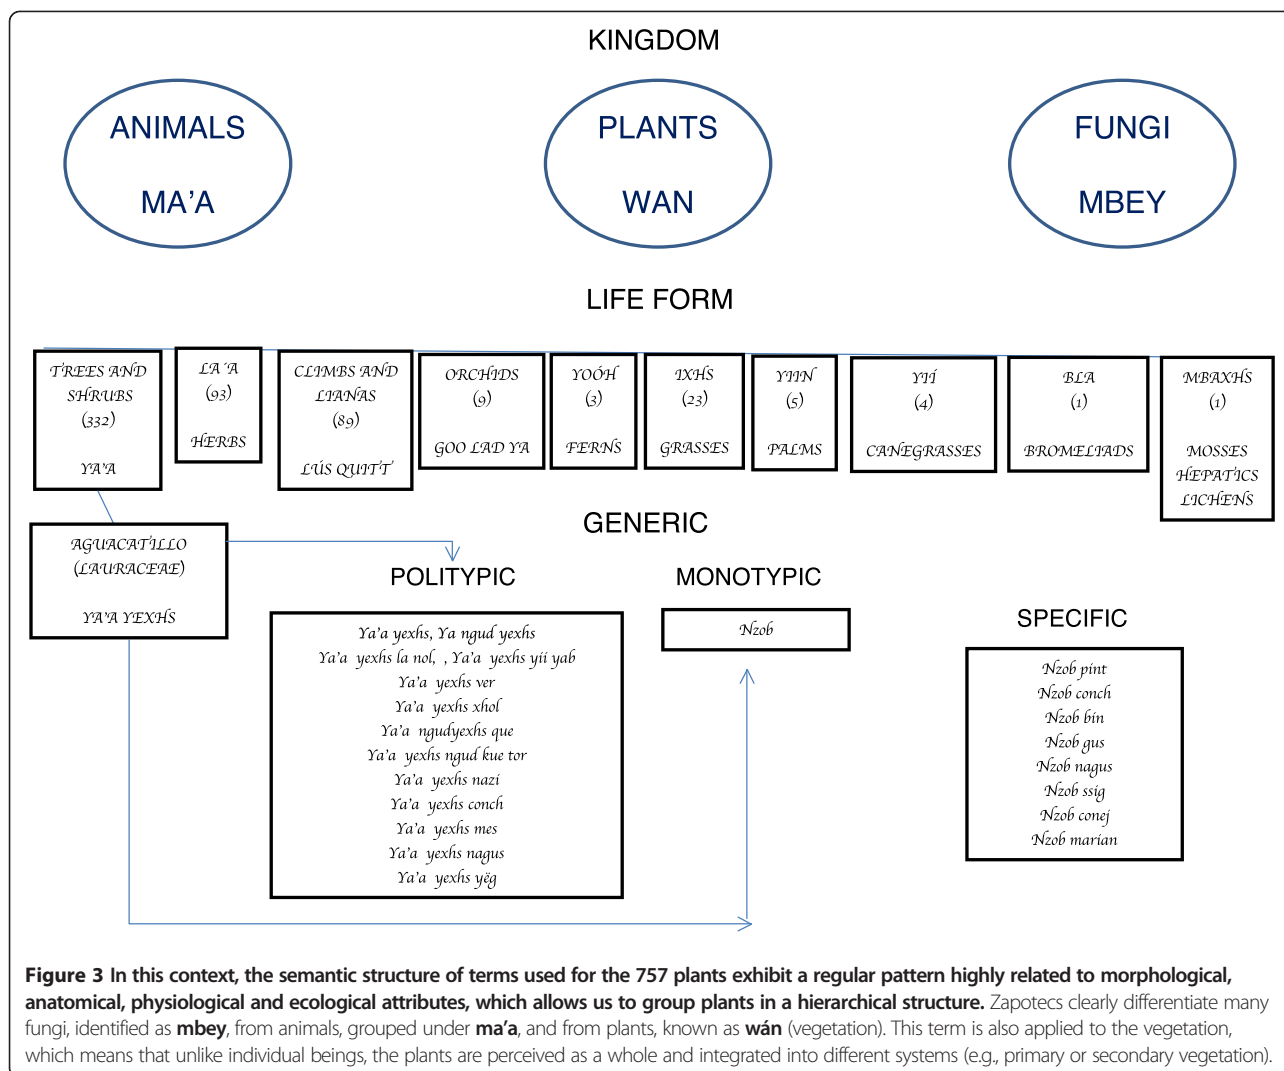 KINGDOM
ANIMALS
MA’A
PLANTS
WAN
FUNGI
MBEY
LIFE FORM
TREES AND
SHRUBS
(332)
YA’A
LA ´A
(93)
HERBS
CLIMBS AND
LIANAS
(89)
LÚS QUITT
ORCHIDS
(9)
GOO LAD YA
YOÓH
(3)
FERNS
IXHS
(23)
GRASSES
YIIN
(5)
PALMS
YIÍ
(4)
CANEGRASSES
BLA
(1)
BROMELIADS
MBAXHS
(1)
MOSSES
HEPATICS
LICHENS
GENERIC
AGUACATILLO
(LAURACEAE)
YA’A YEXHS
POLITYPIC
Ya’a yexhs, Ya ngud yexhs
Ya’a yexhs la nol, , Ya’a yexhs yií yab
Ya’a yexhs ver
Ya’a yexhs xhol
Ya’a ngudyexhs que
Ya’a yexhs ngud kue tor
Ya’a yexhs nazi
Ya’a yexhs conch
Ya’a yexhs mes
Ya’a yexhs nagus
Ya’a yexhs yëg
MONOTYPIC
Nzob
SPECIFIC
Nzob pint
Nzob conch
Nzob bin
Nzob gus
Nzob nagus
Nzob ssig
Nzob conej
Nzob marian
Figure 3 In this context, the semantic structure of terms used for the 757 plants exhibit a regular pattern highly related to morphological,
anatomical, physiological and ecological attributes, which allows us to group plants in a hierarchical structure. Zapotecs clearly differentiate many
fungi, identified as mbey, from animals, grouped under ma’a, and from plants, known as wán (vegetation). This term is also applied to the vegetation,
which means that unlike individual beings, the plants are perceived as a whole and integrated into different systems (e.g., primary or secondary vegetation).